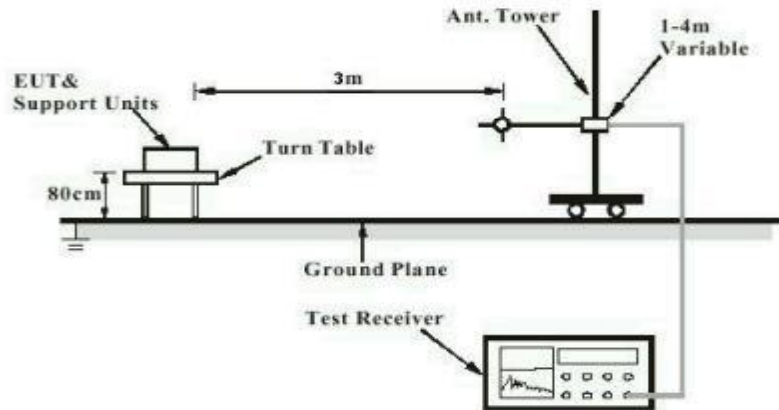 Ant. Tower
1-4m
Variable
3m
EUT&
Support Units
Turn Table
80cm
Ground Plane
Test Receiver